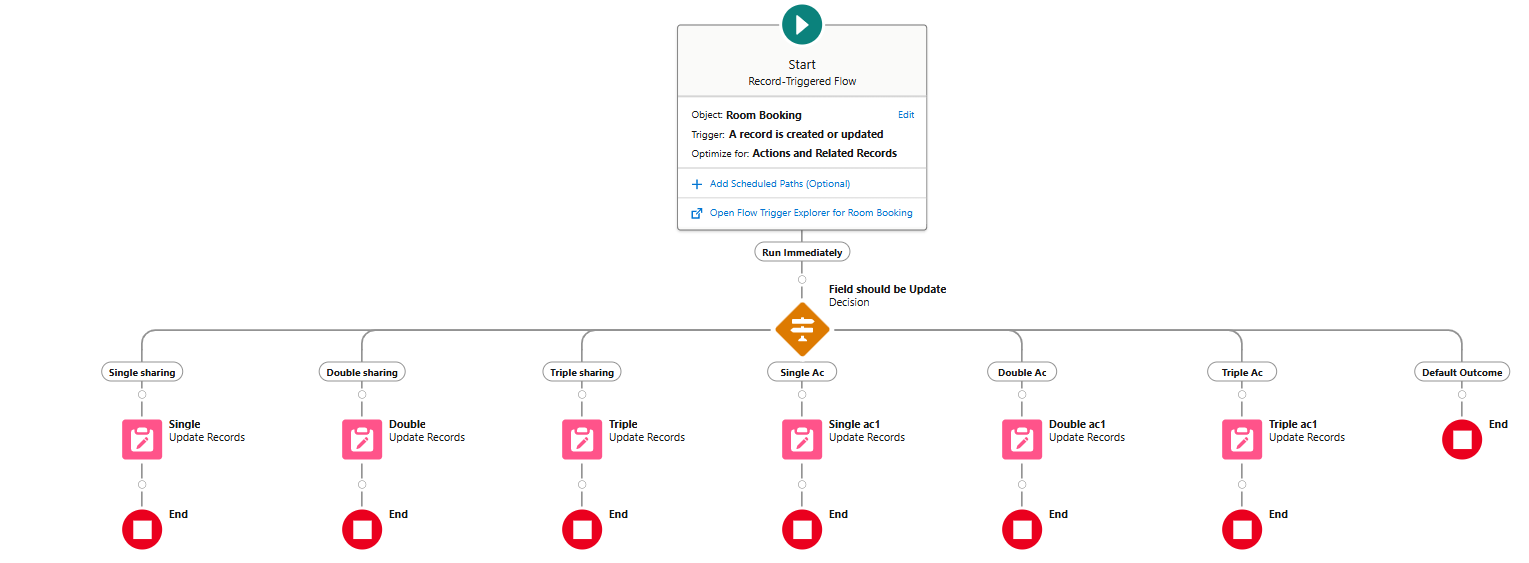 Start
Record-Triggered Flow
Object: Room Booking Edit
Trigger: A record is created or updated
Optimize for: Actions and Related Records
Add Scheduled Paths (Optional)
Open Flow Trigger Explorer for Room Booking
Run Immediately
Field should be Update
Decision
Single sharing
Double sharing
Triple sharing
Single Ac
Double Ac
Triple Ac
Default Outcome
Single
Update Records
Double
Update Records
Triple
Update Records
Single ac1
Update Records
Double ac1
Update Records
Triple ac1
Update Records
End
End
End
End
End
End
End